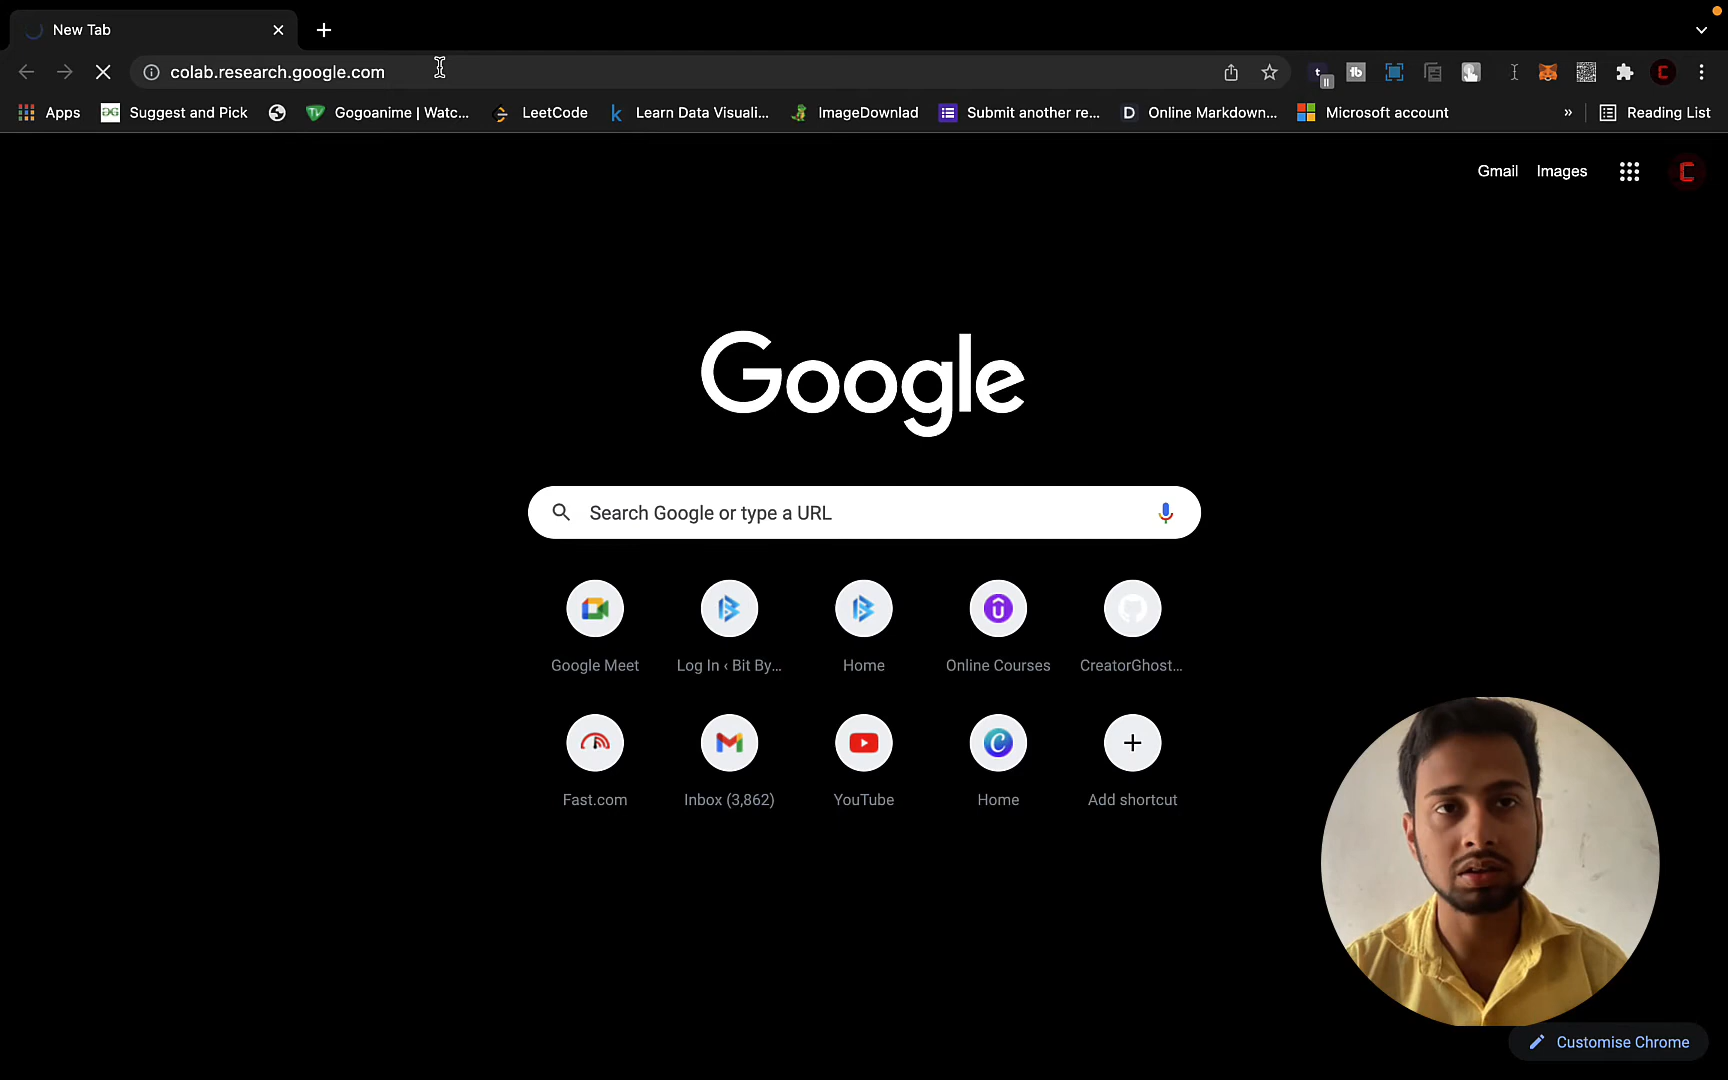 New Tab
colab.research.google.com
Apps
Suggest and Pick
Gogoanime | Watc...
LeetCode
Learn Data Visuali...
ImageDownlad
Submit another re...
Online Markdown...
Microsoft account
»
Reading List
Gmail
Images
Google
Search Google or type a URL
Google Meet
Log In ‹ Bit By...
Home
Online Courses
CreatorGhost...
Fast.com
Inbox (3,862)
YouTube
Home
Add shortcut
Customise Chrome